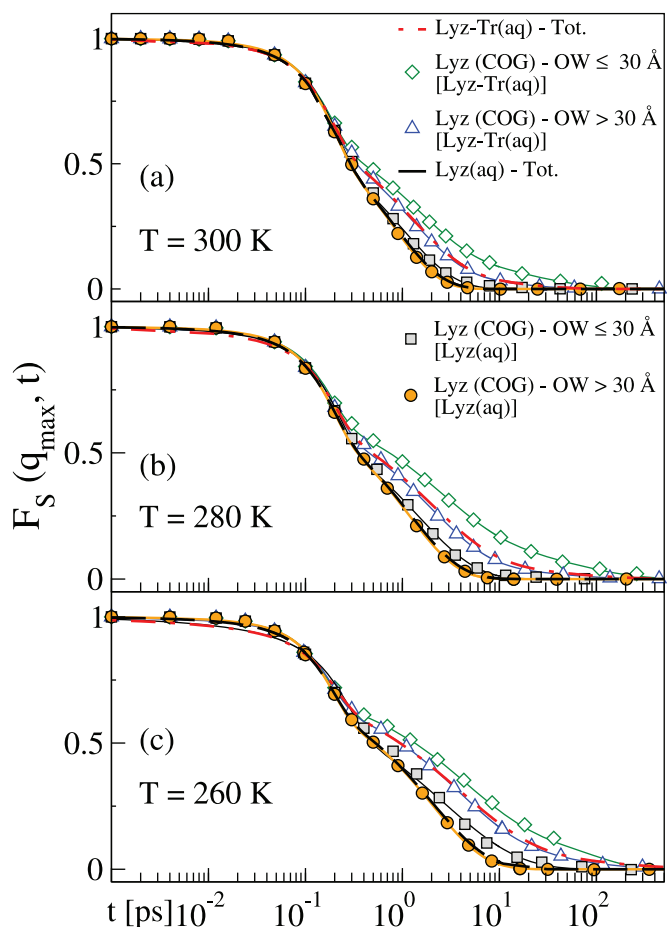 1
0.5
0
(a)
T = 300 K
Lyz-Tr(aq) - Tot.
Lyz (COG) - OW ≤ 30 Å
[Lyz-Tr(aq)]
Lyz (COG) - OW > 30 Å
[Lyz-Tr(aq)]
Lyz(aq) - Tot.
F_S (q_max, t)
1
0.5
0
(b)
T = 280 K
Lyz (COG) - OW ≤ 30 Å
[Lyz(aq)]
Lyz (COG) - OW > 30 Å
[Lyz(aq)]
1
0.5
0
(c)
T = 260 K
t [ps] 10^-2 10^-1 10^0 10^1 10^2